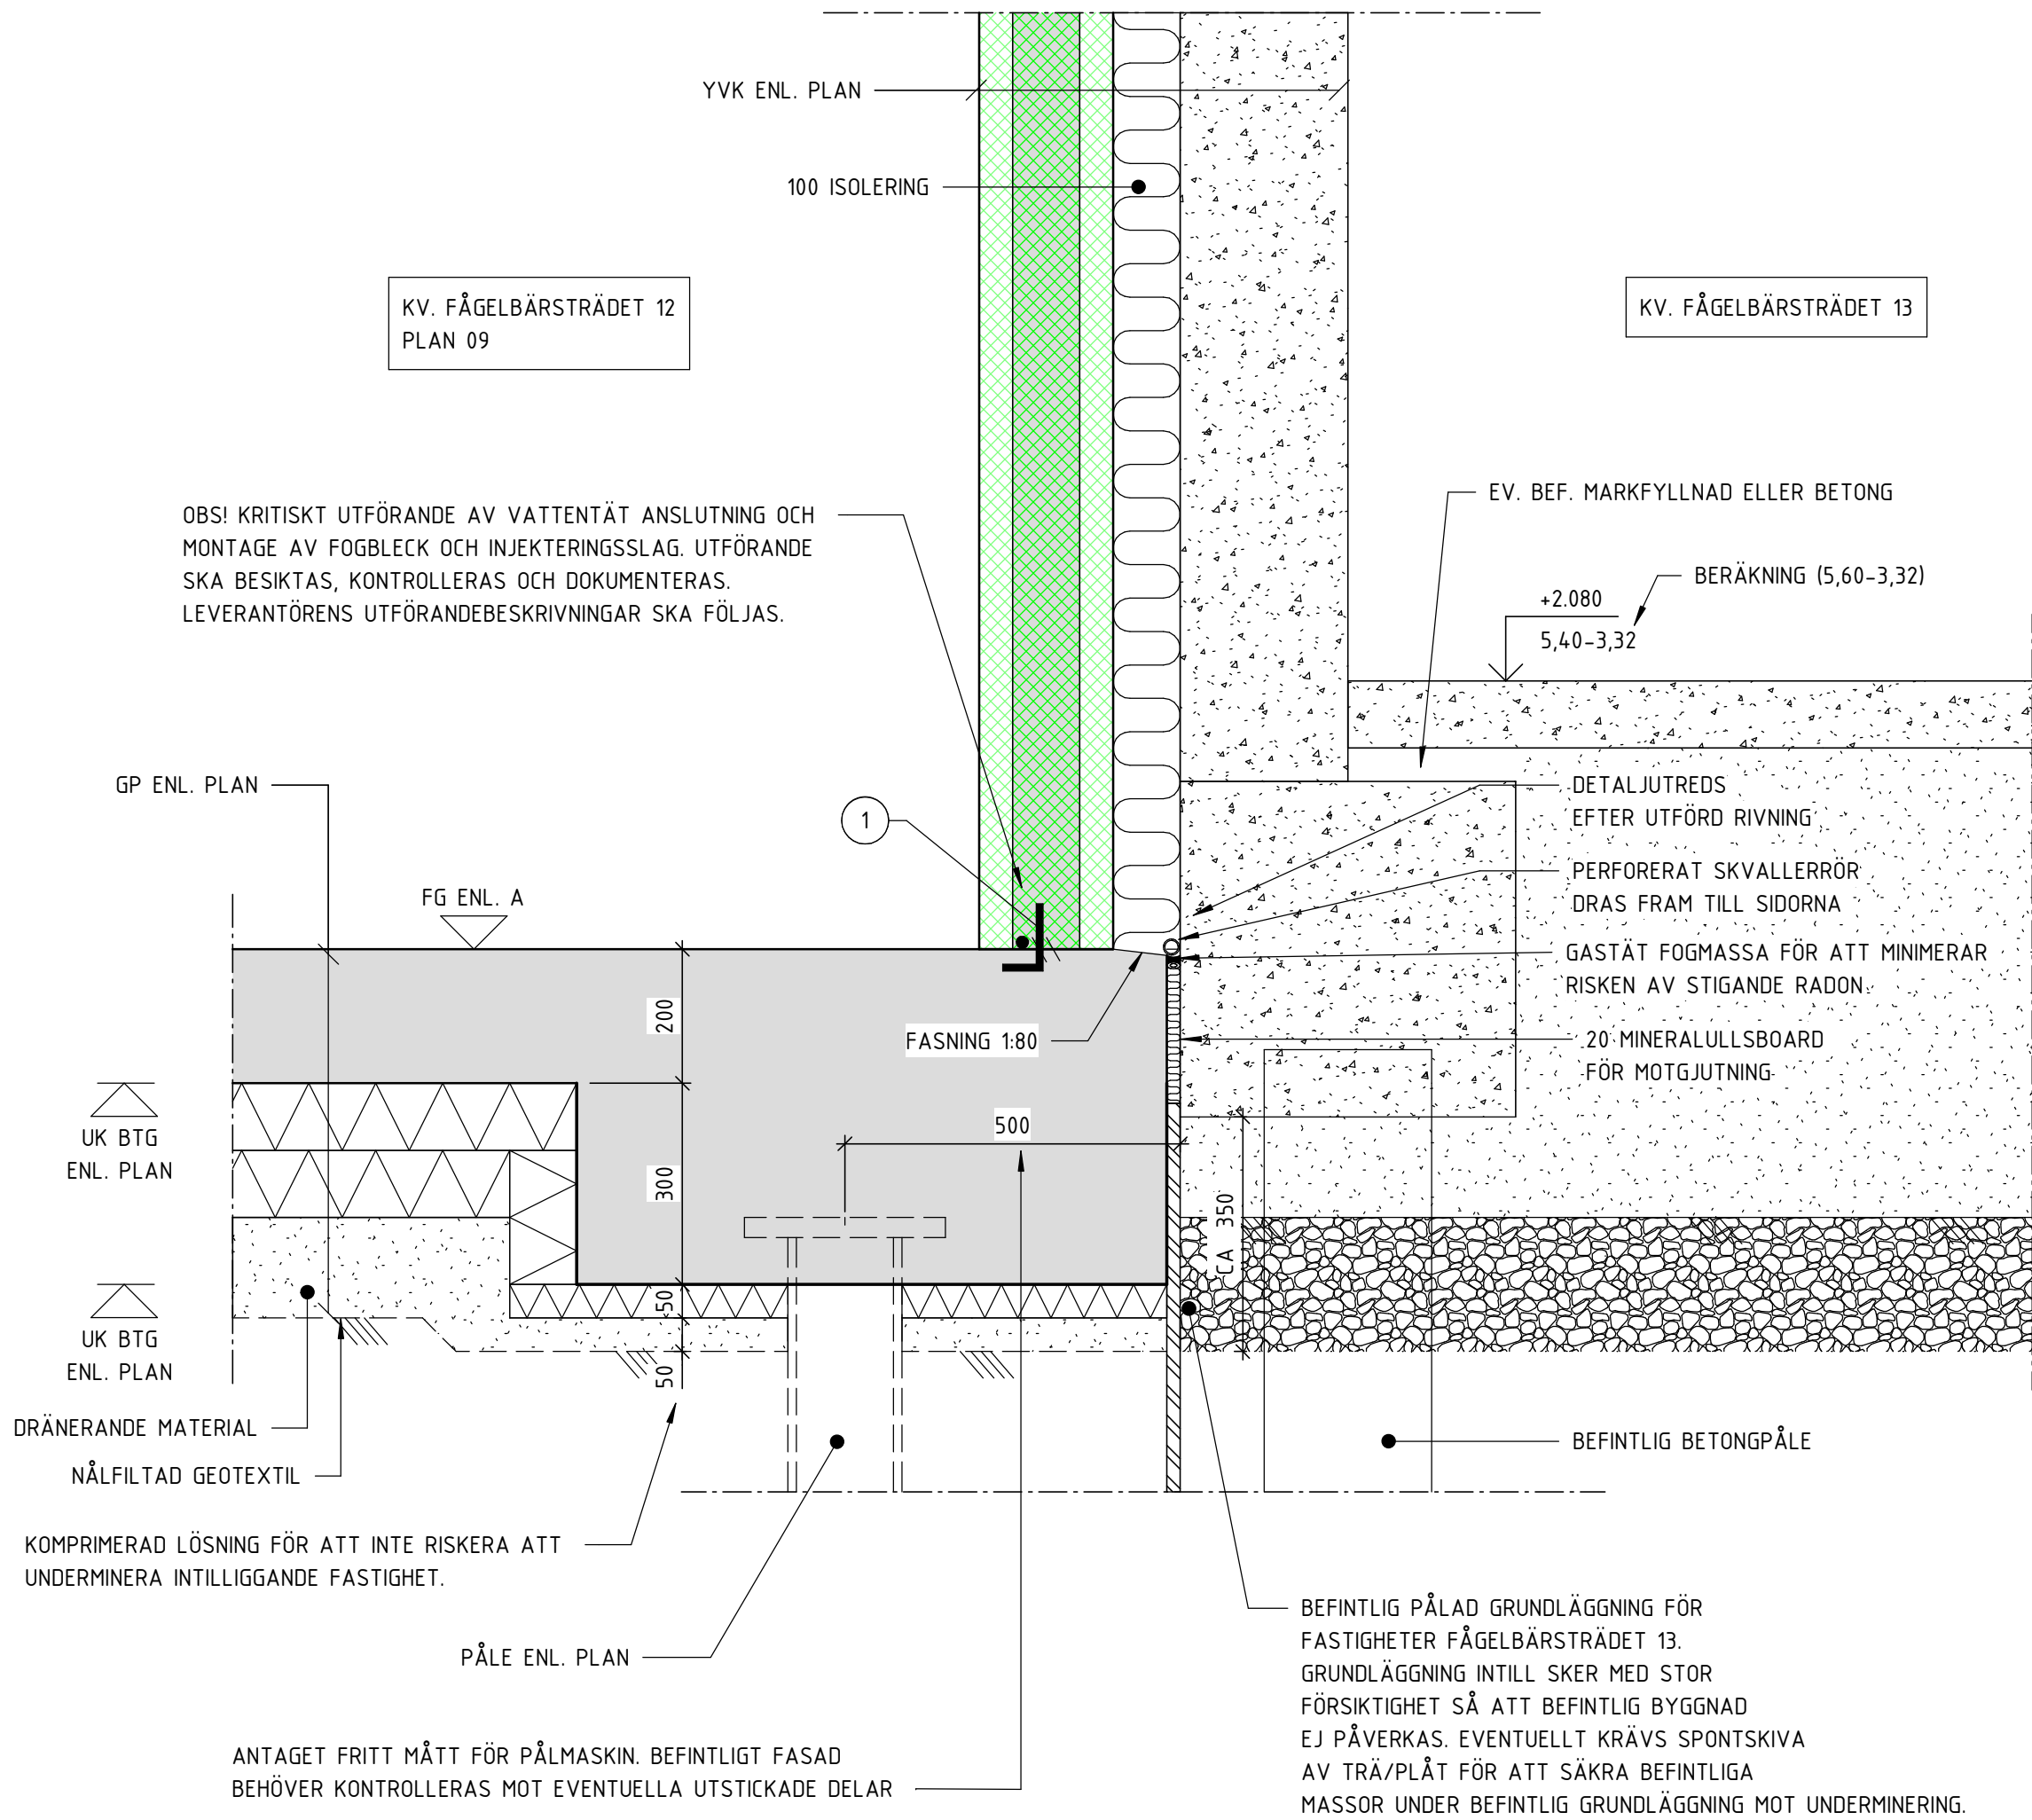 YVK ENL. PLAN
100 ISOLERING
KV. FÅGELBÄRSTRÄDET 12
PLAN 09
KV. FÅGELBÄRSTRÄDET 13
OBS! KRITISKT UTFÖRANDE AV VATTENTÄT ANSLUTNING OCH
MONTAGE AV FOGBLECK OCH INJEKTERINGSSLAG. UTFÖRANDE
SKA BESIKTAS, KONTROLLERAS OCH DOKUMENTERAS.
LEVERANTÖRENS UTFÖRANDEBESKRIVNINGAR SKA FÖLJAS.
EV. BEF. MARKFYLLNAD ELLER BETONG
BERÄKNING (5,60-3,32)
+2.080
5,40-3,32
GP ENL. PLAN
1
DETALJUTREDS
EFTER UTFÖRD RIVNING
PERFORERAT SKVALLERRÖR
DRAS FRAM TILL SIDORNA
FG ENL. A
GASTÄT FOGMASSA FÖR ATT MINIMERAR
RISKEN AV STIGANDE RADON.
200
FASNING 1:80
20 MINERALULLSBOARD
FÖR MOTGJUTNING
UK BTG
ENL. PLAN
500
300
CA 350
50
50
UK BTG
ENL. PLAN
DRÄNERANDE MATERIAL
NÅLFILTAD GEOTEXTIL
BEFINTLIG BETONGPÅLE
KOMPRIMERAD LÖSNING FÖR ATT INTE RISKERA ATT
UNDERMINERA INTILLIGGANDE FASTIGHET.
PÅLE ENL. PLAN
BEFINTLIG PÅLAD GRUNDLÄGGNING FÖR
FASTIGHETER FÅGELBÄRSTRÄDET 13.
GRUNDLÄGGNING INTILL SKER MED STOR
FÖRSIKTIGHET SÅ ATT BEFINTLIG BYGGNAD
EJ PÅVERKAS. EVENTUELLT KRÄVS SPONTSKIVA
AV TRÄ/PLÅT FÖR ATT SÄKRA BEFINTLIGA
MASSOR UNDER BEFINTLIG GRUNDLÄGGNING MOT UNDERMINERING.
ANTAGET FRITT MÅTT FÖR PÅLMASKIN. BEFINTLIGT FASAD
BEHÖVER KONTROLLERAS MOT EVENTUELLA UTSTICKADE DELAR